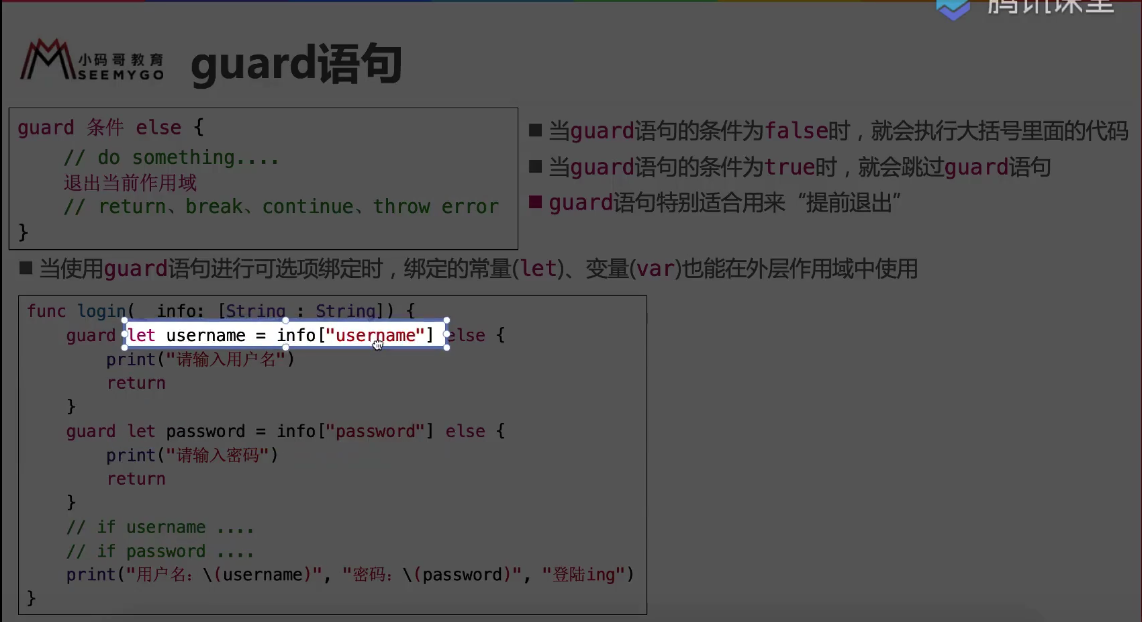 腾讯课堂
小码哥教育
SEEMYGO
guard语句
guard 条件 else {
// do something....
退出当前作用域
// return、break、continue、throw error
}
■ 当guard语句的条件为false时，就会执行大括号里面的代码
■ 当guard语句的条件为true时，就会跳过guard语句
■ guard语句特别适合用来“提前退出”
■ 当使用guard语句进行可选项绑定时，绑定的常量(let)、变量(var)也能在外层作用域中使用
func login(_ info: [String : String]) {
guard let username = info["username"] else {
print("请输入用户名")
return
}
guard let password = info["password"] else {
print("请输入密码")
return
}
// if username ....
// if password ....
print("用户名：\(username)", "密码：\(password)", "登陆ing")
}